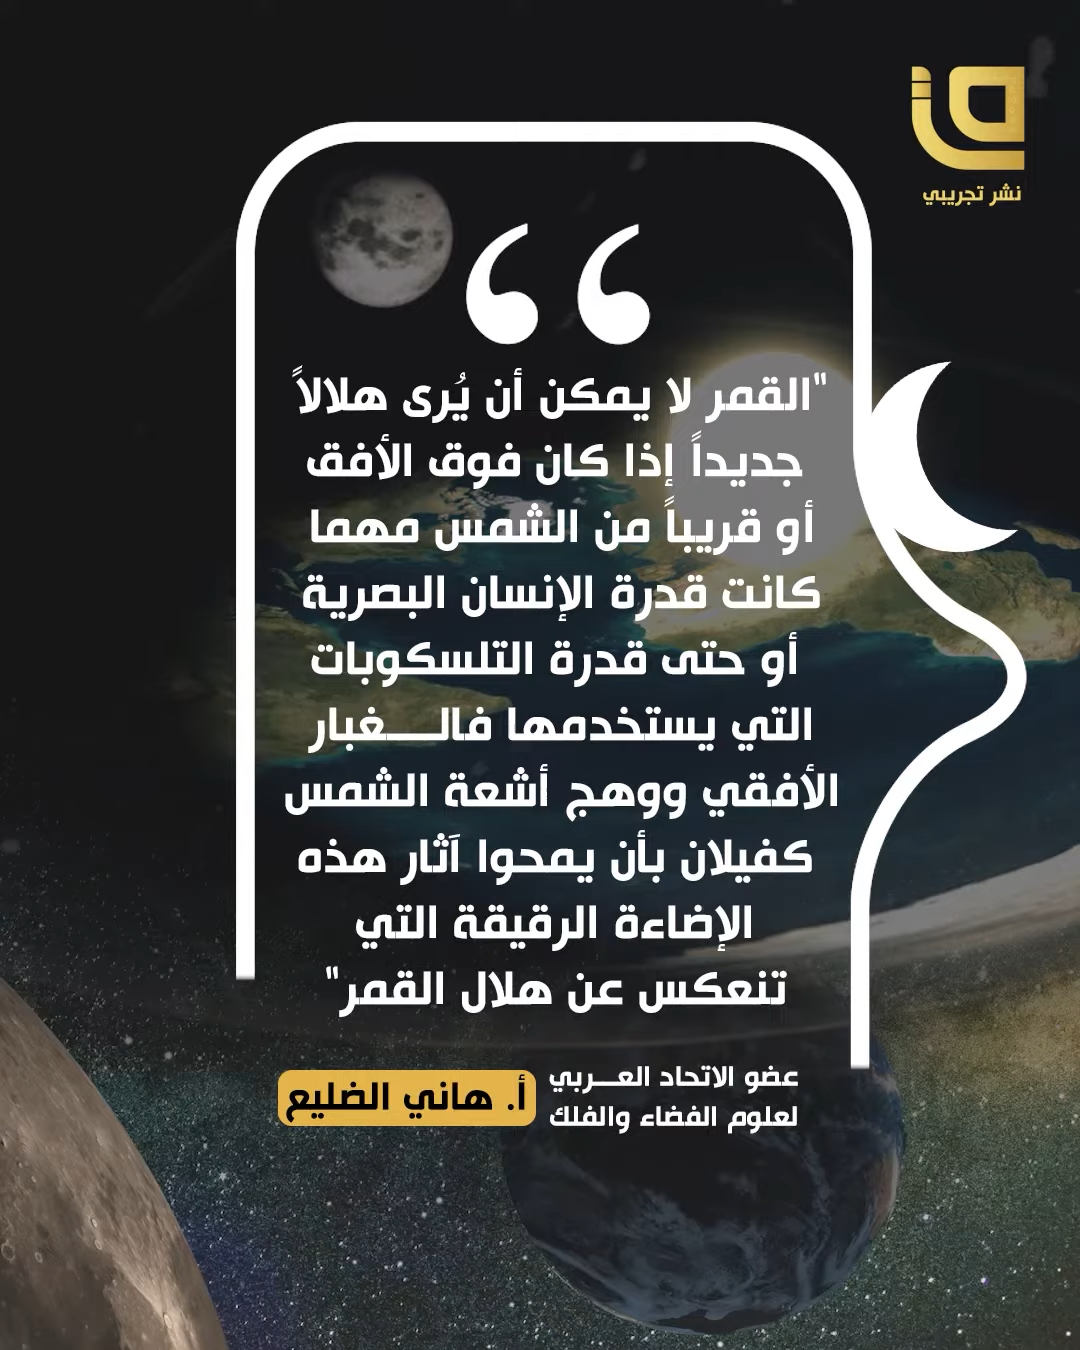 نشر تجريبي
"القمر لا يمكن أن يُرى هلالاً
جديداً إذا كان فوق الأفق
أو قريباً من الشمس مهما
كانت قدرة الإنسان البصرية
أو حتى قدرة التلسكوبات
التي يستخدمها فالـــغبار
الأفقي ووهج أشعة الشمس
كفيلان بأن يمحوا آثار هذه
الإضاءة الرقيقة التي
تنعكس عن هلال القمر"
عضو الاتحاد العـــربي
لعلوم الفضاء والفلك
أ. هاني الضليع